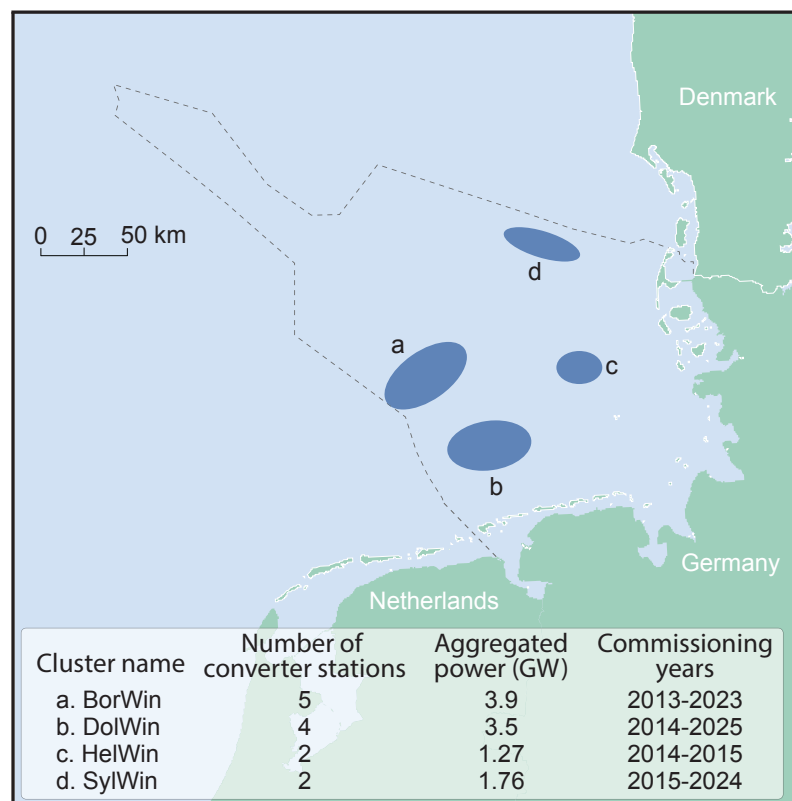 Denmark
0 25 50 km
d
a
c
b
Germany
Netherlands
Cluster name Number of converter stations Aggregated power (GW) Commissioning years
a. BorWin 5 3.9 2013-2023
b. DolWin 4 3.5 2014-2025
c. HelWin 2 1.27 2014-2015
d. SylWin 2 1.76 2015-2024